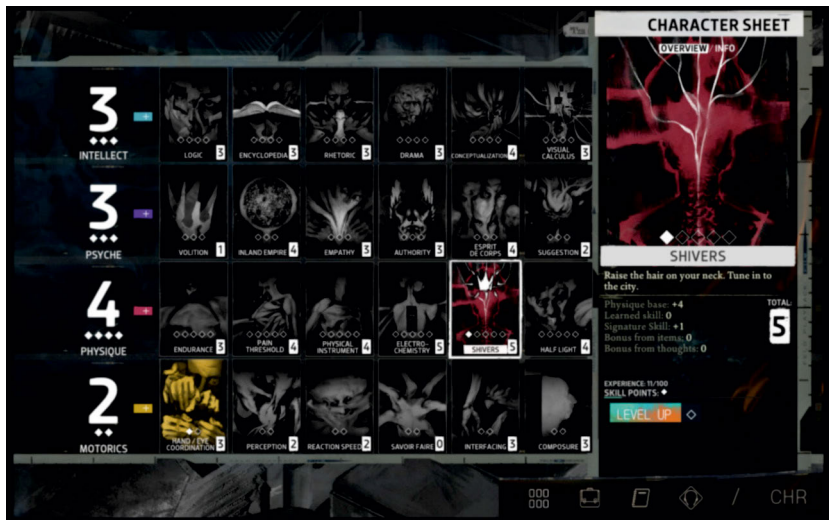 CHARACTER SHEET
OVERVIEW / INFO
3
INTELLECT
LOGIC 3
ENCYCLOPEDIA 3
RHETORIC 3
DRAMA 3
CONCEPTUALIZATION 4
VISUAL
CALCULUS 3
3
PSYCHE
VOLITION 1
INLAND EMPIRE 4
EMPATHY 3
AUTHORITY 3
ESPRIT
DE CORPS 4
SUGGESTION 2
4
PHYSIQUE
ENDURANCE 3
PAIN
THRESHOLD 4
PHYSICAL
INSTRUMENT 4
ELECTRO-
CHEMISTRY 5
SHIVERS 5
HALF LIGHT 4
2
MOTORICS
HAND / EYE
COORDINATION 3
PERCEPTION 2
REACTION SPEED 2
SAVOIR FAIRE 0
INTERFACING 3
COMPOSURE 3
SHIVERS
Raise the hair on your neck. Tune in to
the city.
Physique base: +4
Learned skill: 0
Signature Skill: +1
Bonus from items: 0
Bonus from thoughts: 0
TOTAL:
5
EXPERIENCE: 11/100
SKILL POINTS:
LEVEL UP
/ CHR